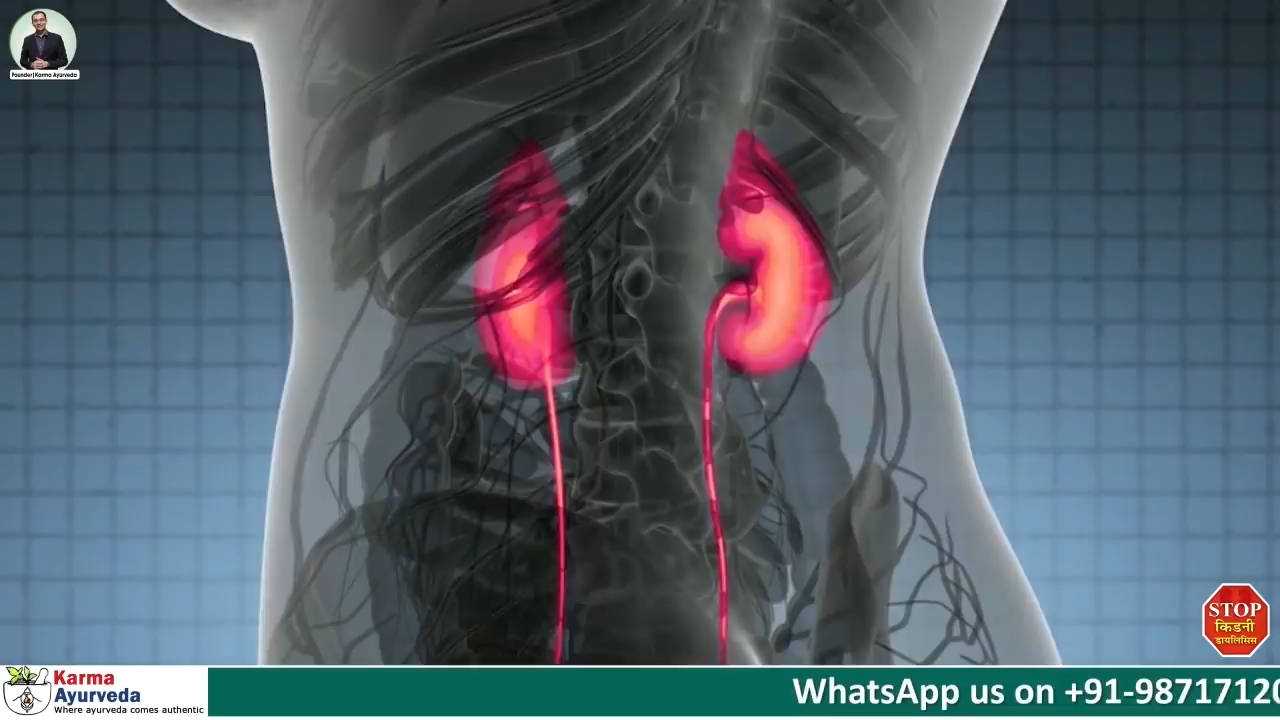 Founder|Karma Ayurveda
STOP
किडनी
डायलिसिस
Karma
Ayurveda
Where ayurveda comes authentic
WhatsApp us on +91-98717120